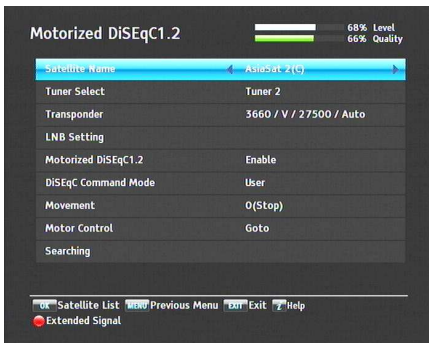 Motorized DiSEqC1.2
68% Level
66% Quality
Satellite Name AsiaSat 2(C)
Tuner Select Tuner 2
Transponder 3660 / V / 27500 / Auto
LNB Setting
Motorized DiSEqC1.2 Enable
DiSEqC Command Mode User
Movement 0(Stop)
Motor Control Goto
Searching
OK Satellite List MENU Previous Menu EXIT Exit ? Help
Extended Signal